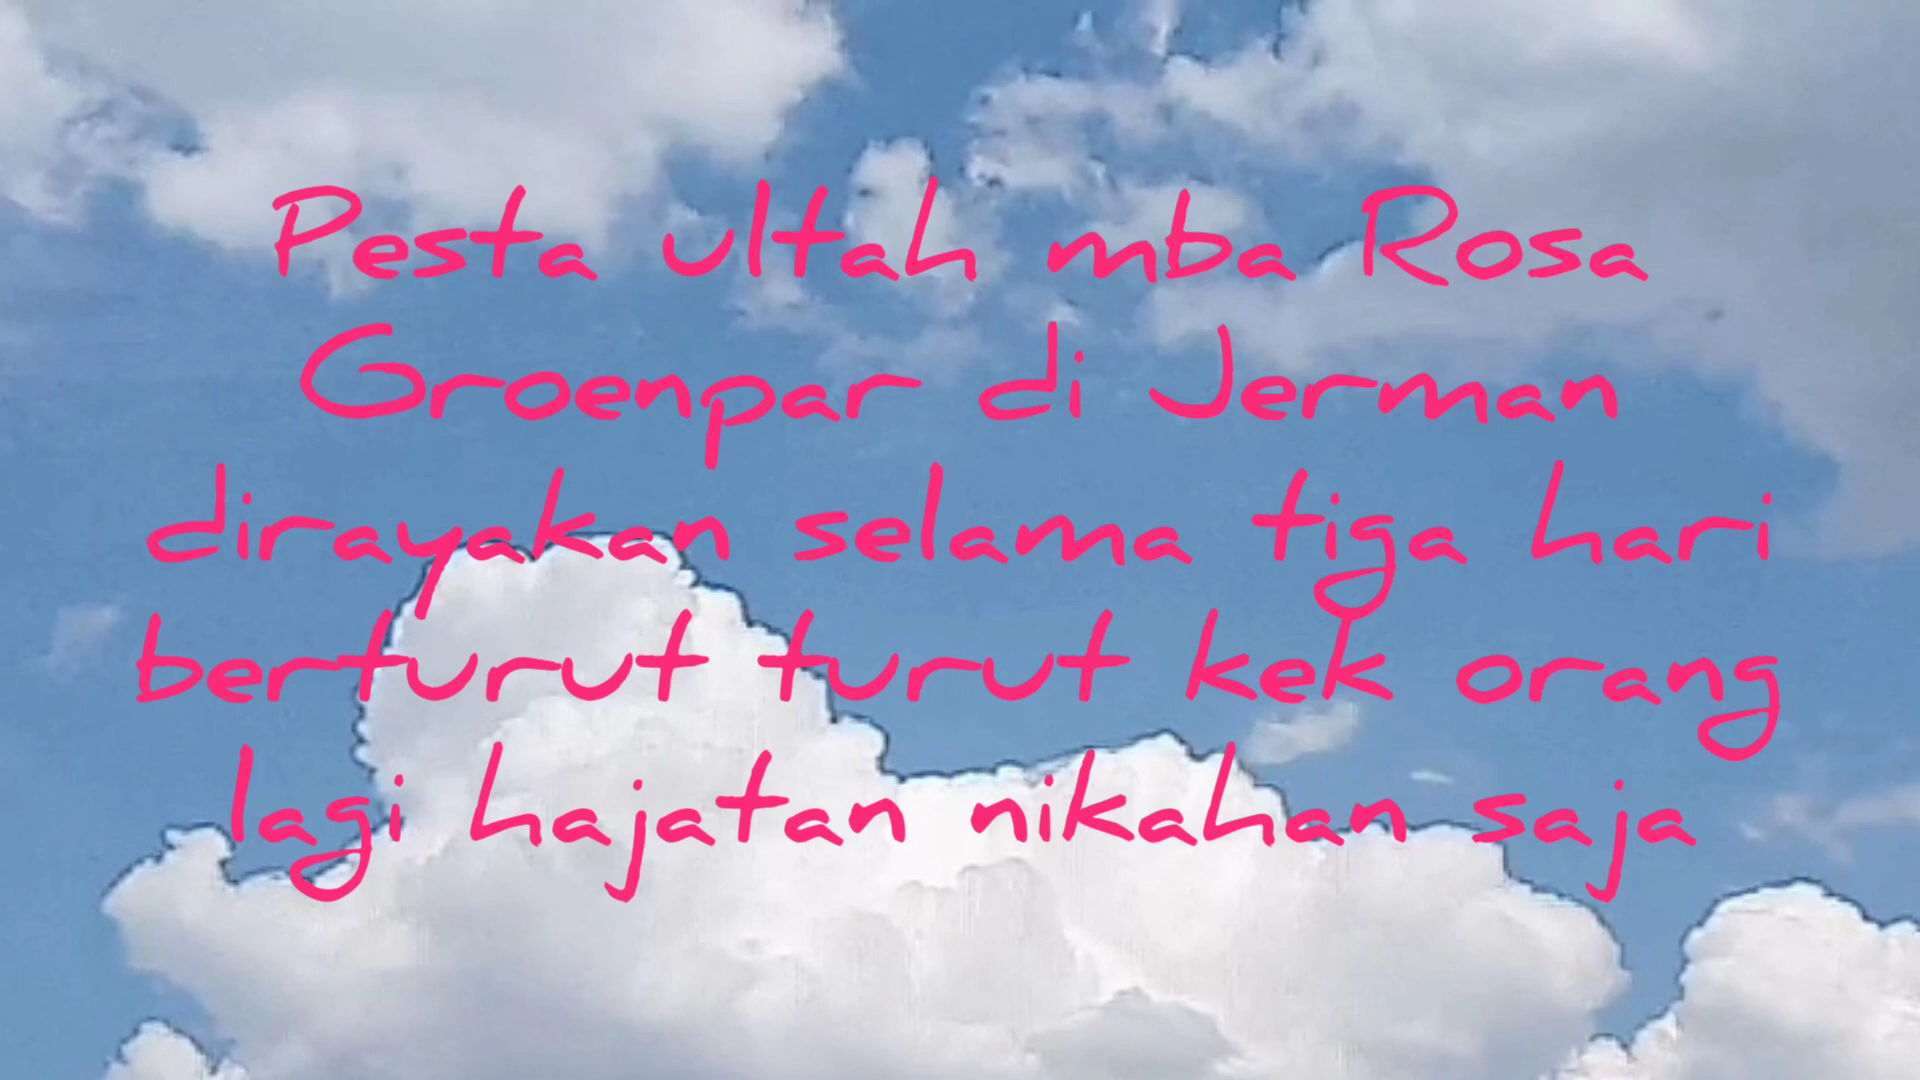 Pesta ultah mba Rosa
Groenpar di Jerman
dirayakan selama tiga hari
berturut turut kek orang
lagi hajatan nikahan saja